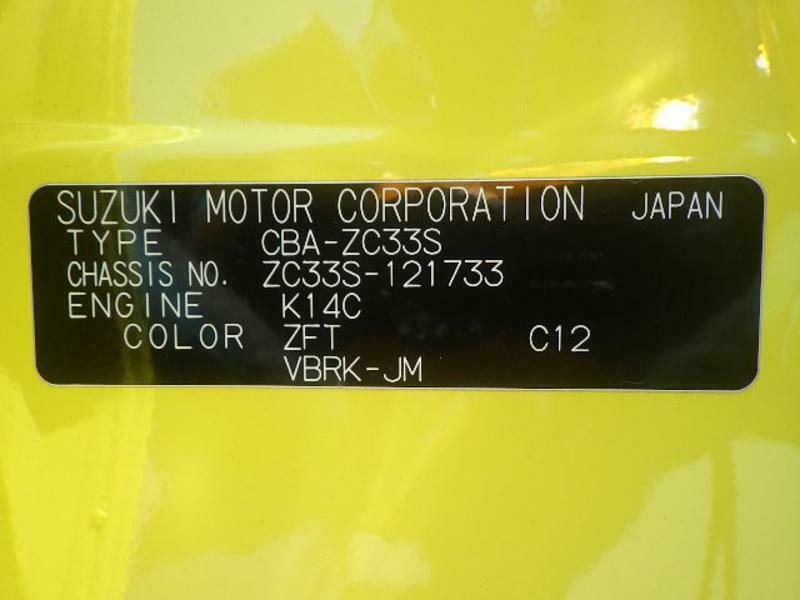 SUZUKI MOTOR CORPORATION JAPAN
TYPE CBA-ZC33S
CHASSIS NO. ZC33S-121733
ENGINE K14C
COLOR ZFT C12
VBRK-JM